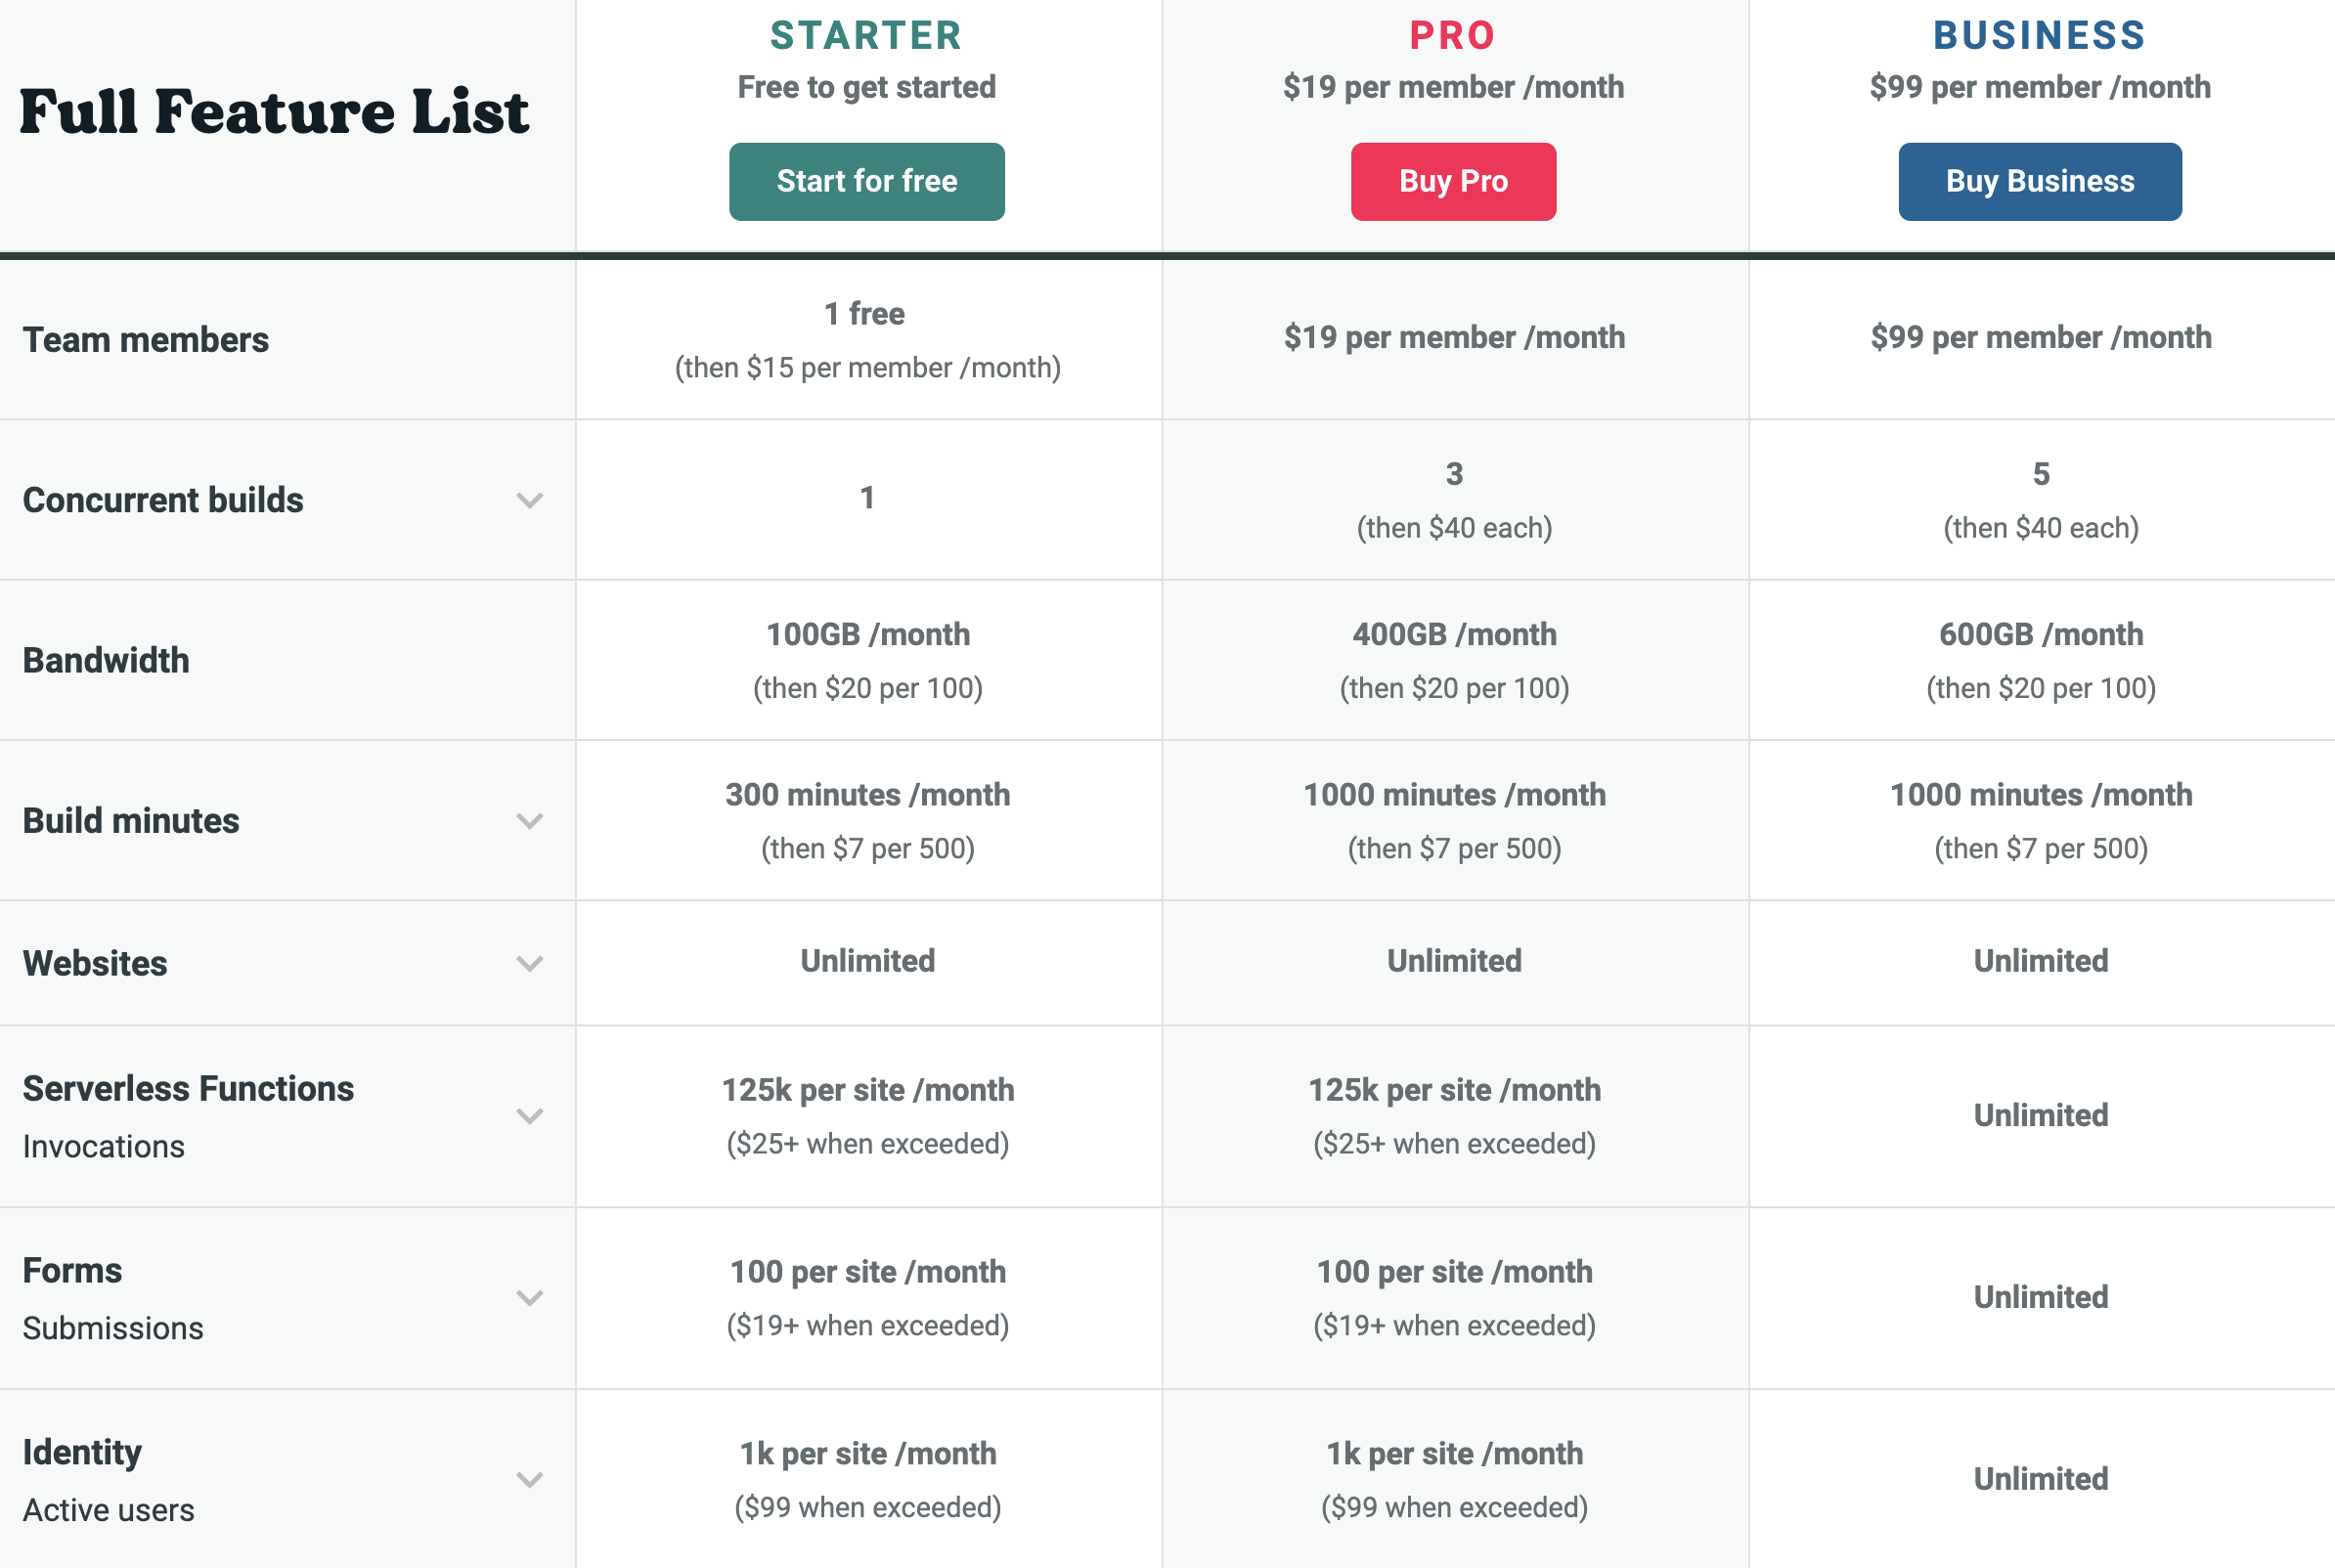 Full Feature List
STARTER
Free to get started
Start for free
PRO
$19 per member /month
Buy Pro
BUSINESS
$99 per member /month
Buy Business
Team members
1 free
(then $15 per member /month)
$19 per member /month
$99 per member /month
Concurrent builds
1
3
(then $40 each)
5
(then $40 each)
Bandwidth
100GB /month
(then $20 per 100)
400GB /month
(then $20 per 100)
600GB /month
(then $20 per 100)
Build minutes
300 minutes /month
(then $7 per 500)
1000 minutes /month
(then $7 per 500)
1000 minutes /month
(then $7 per 500)
Websites
Unlimited
Unlimited
Unlimited
Serverless Functions
Invocations
125k per site /month
($25+ when exceeded)
125k per site /month
($25+ when exceeded)
Unlimited
Forms
Submissions
100 per site /month
($19+ when exceeded)
100 per site /month
($19+ when exceeded)
Unlimited
Identity
Active users
1k per site /month
($99 when exceeded)
1k per site /month
($99 when exceeded)
Unlimited